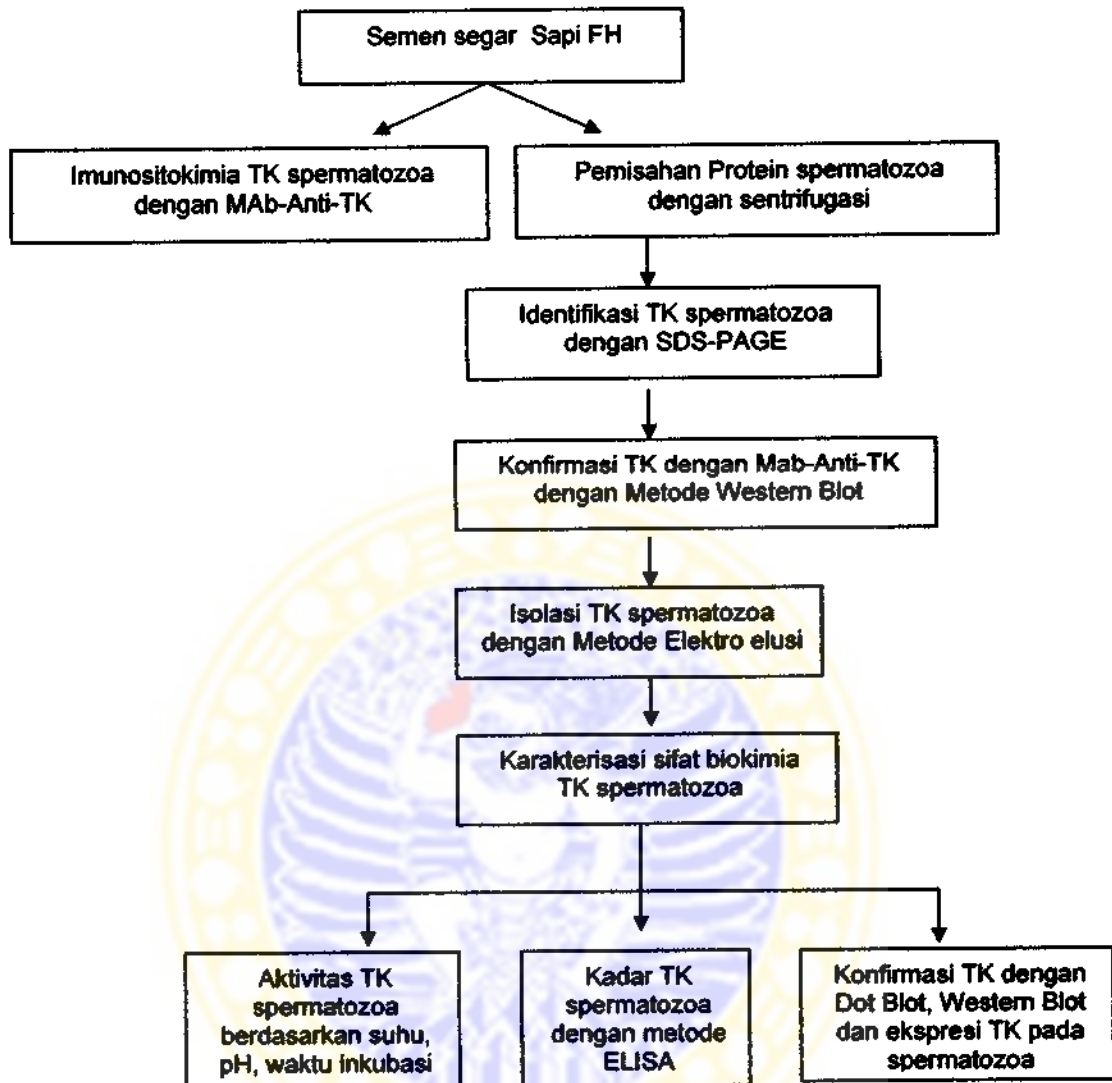 Semen segar Sapi FH
Imunositokimia TK spermatozoa
dengan MAb-Anti-TK
Pemisahan Protein spermatozoa
dengan sentrifugasi
Identifikasi TK spermatozoa
dengan SDS-PAGE
Konfirmasi TK dengan Mab-Anti-TK
dengan Metode Western Blot
Isolasi TK spermatozoa
dengan Metode Elektro elusi
Karakterisasi sifat biokimia
TK spermatozoa
Aktivitas TK
spermatozoa
berdasarkan suhu,
pH, waktu inkubasi
Kadar TK
spermatozoa
dengan metode
ELISA
Konfirmasi TK dengan
Dot Blot, Western Blot
dan ekspresi TK pada
spermatozoa